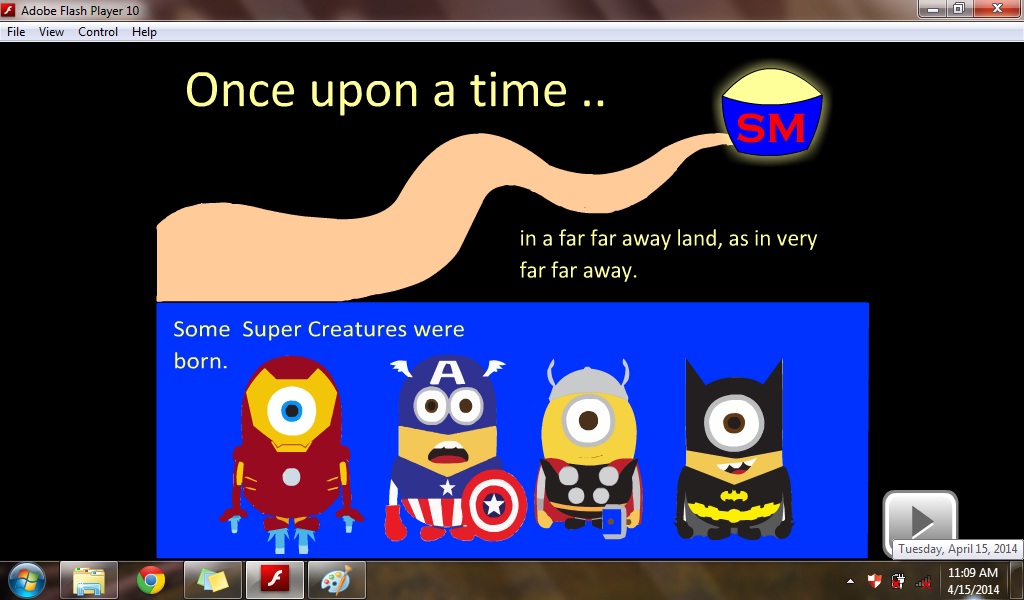 Adobe Flash Player 10
File View Control Help
Once upon a time ..
SM
in a far far away land, as in very
far far away.
Some  Super Creatures were
born.
A
Tuesday, April 15, 2014
11:09 AM
4/15/2014